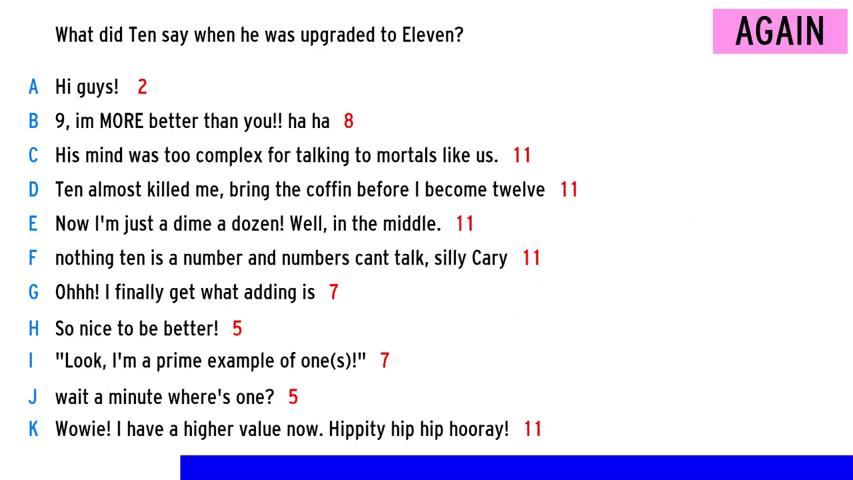 What did Ten say when he was upgraded to Eleven?
AGAIN
A Hi guys! 2
B 9, im MORE better than you!! ha ha 8
C His mind was too complex for talking to mortals like us. 11
D Ten almost killed me, bring the coffin before I become twelve 11
E Now I'm just a dime a dozen! Well, in the middle. 11
F nothing ten is a number and numbers cant talk, silly Cary 11
G Ohhh! I finally get what adding is 7
H So nice to be better! 5
I "Look, I'm a prime example of one(s)!" 7
J wait a minute where's one? 5
K Wowie! I have a higher value now. Hippity hip hip hooray! 11